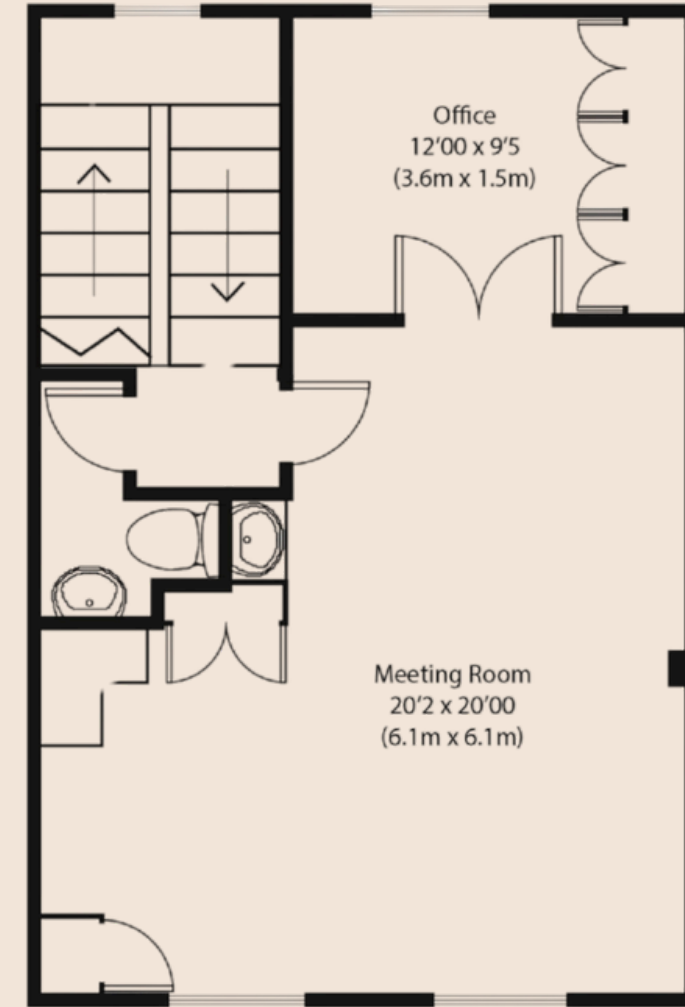 Office
12'00 x 9'5
(3.6m x 1.5m)
Meeting Room
20'2 x 20'00
(6.1m x 6.1m)